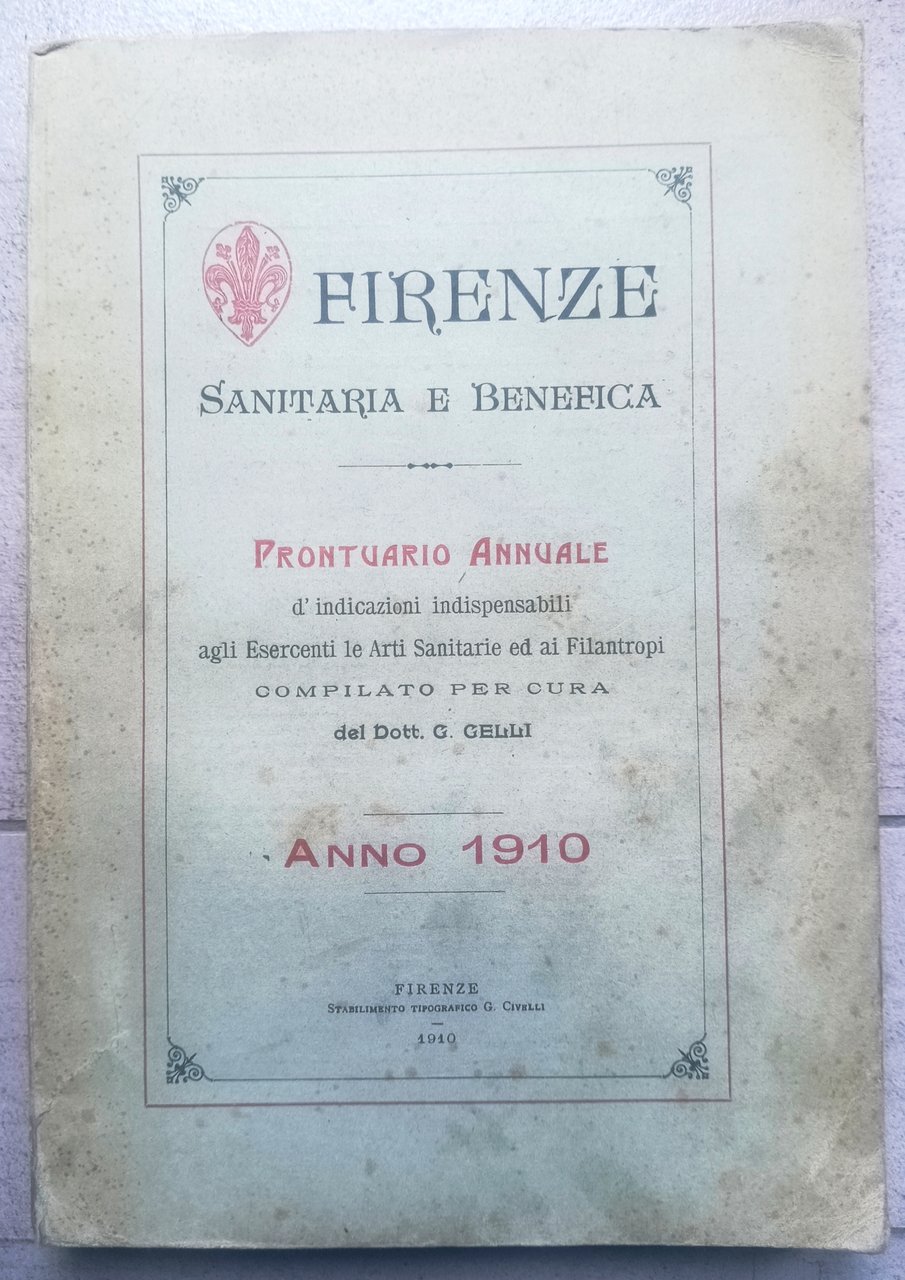 FIRENZE
SANITARIA E BENEFICA
PRONTUARIO ANNUALE
d' indicazioni indispensabili
agli Esercenti le Arti Sanitarie ed ai Filantropi
COMPILATO PER CURA
del Dott. G. GELLI
ANNO 1910
FIRENZE
STABILIMENTO TIPOGRAFICO G. CIVELLI
1910